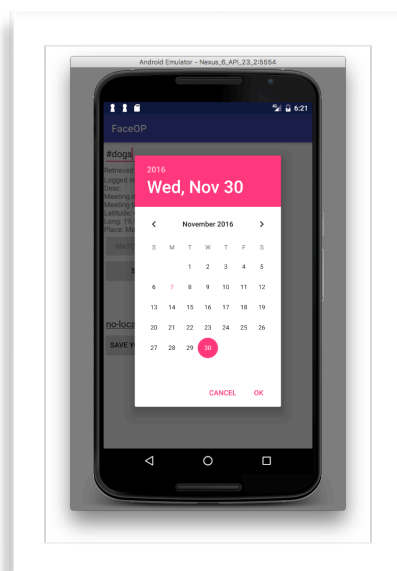 Android Emulator - Nexus_6_API_23_2:5554
6:21
FaceOP
#dogs
Retrieved
Logged in
Desc:
Meeting
Meeting
Latitude:
Long: 19.
Place: Ma
MATC
S
no-loca
SAVE Y
2016
Wed, Nov 30
November 2016
S M T W T F S
1 2 3 4 5
6 7 8 9 10 11 12
13 14 15 16 17 18 19
20 21 22 23 24 25 26
27 28 29 30
CANCEL OK